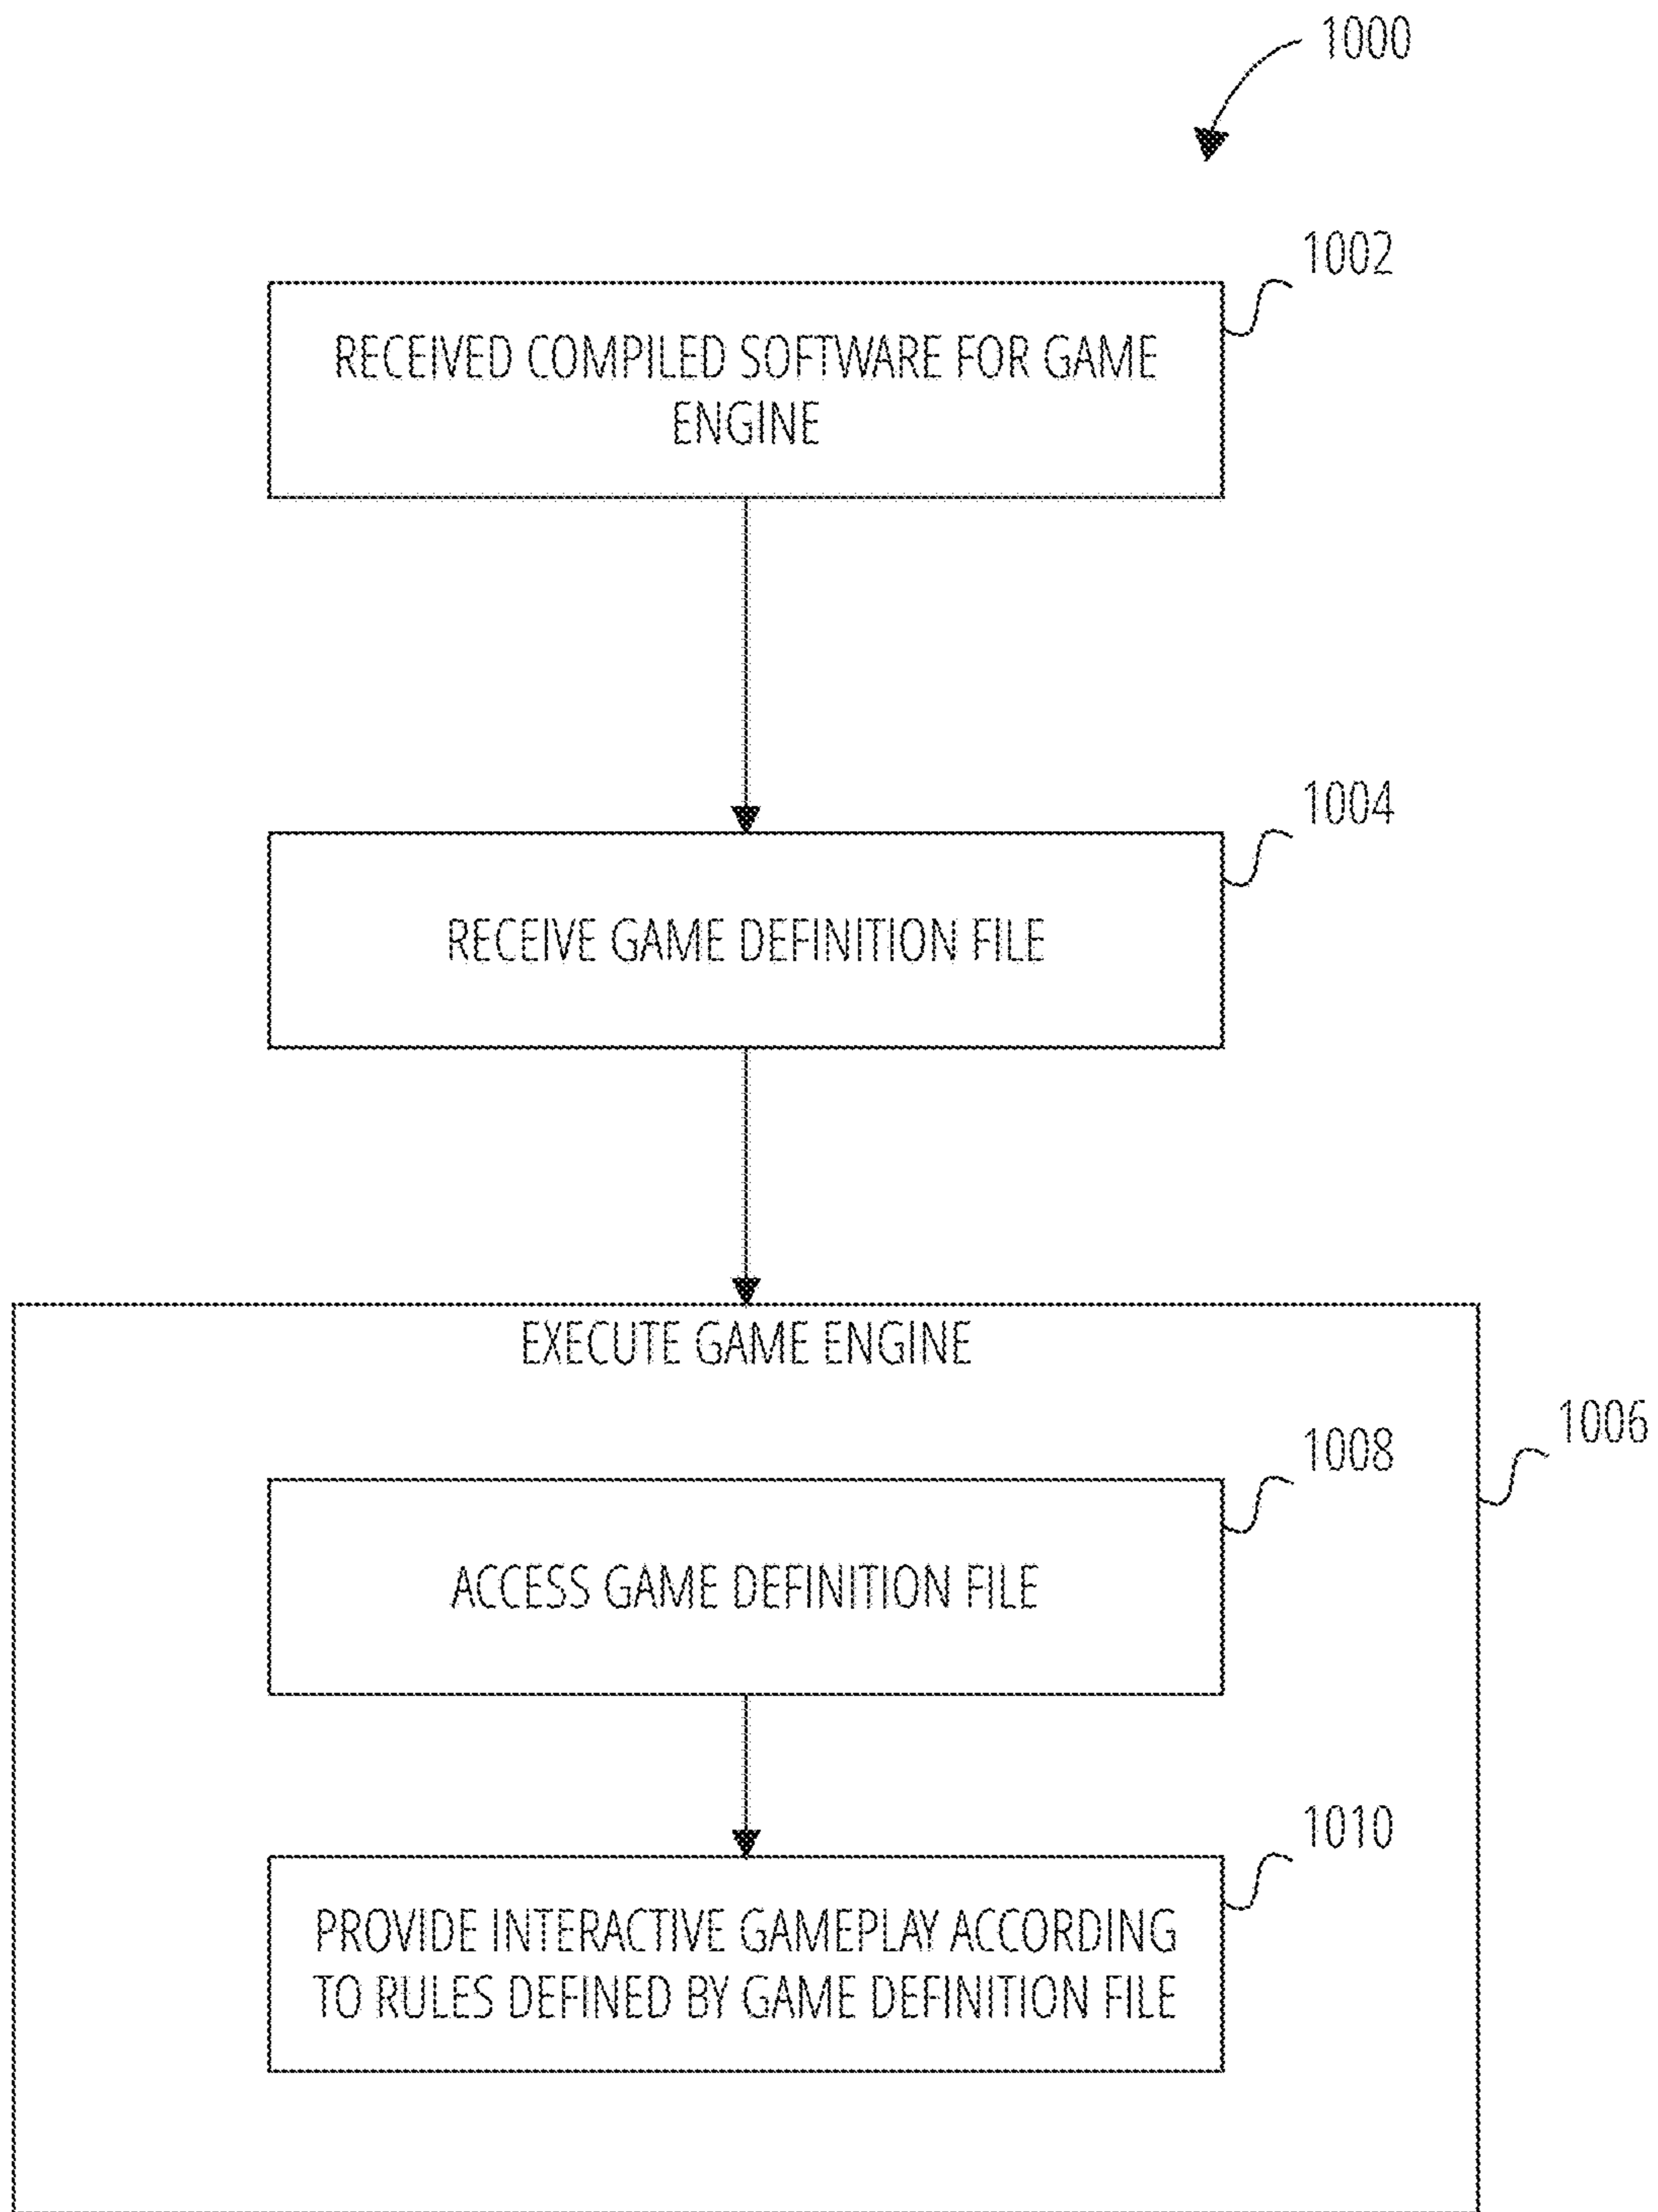 1000
1002
RECEIVED COMPILED SOFTWARE FOR GAME
ENGINE
1004
RECEIVE GAME DEFINITION FILE
EXECUTE GAME ENGINE
1006
1008
ACCESS GAME DEFINITION FILE
1010
PROVIDE INTERACTIVE GAMEPLAY ACCORDING
TO RULES DEFINED BY GAME DEFINITION FILE